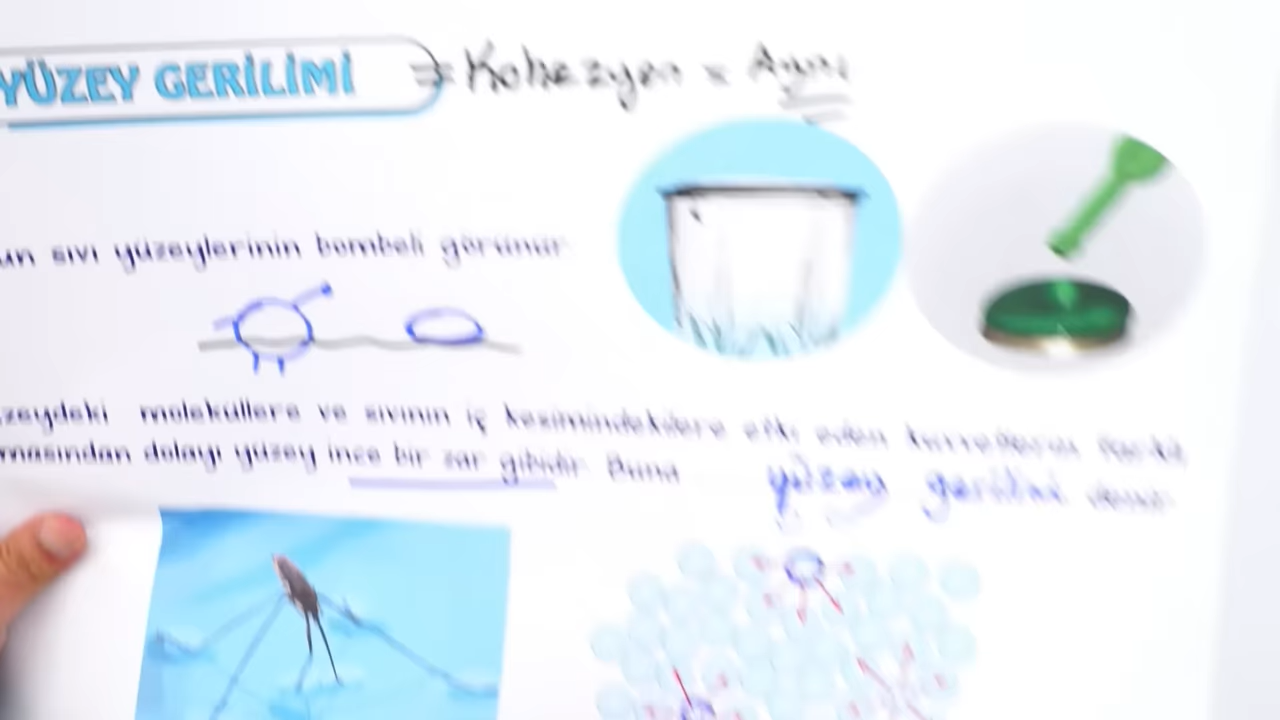 YÜZEY GERİLİMİ ⇒ Kohezyon = Aynı
un sıvı yüzeylerinin bombeli görünür
zeydeki moleküllere ve sıvının iç kesimindekilere etki eden kuvvetlerin farklı
masından dolayı yüzey ince bir zar gibidir. Buna yüzey gerilimi denir.